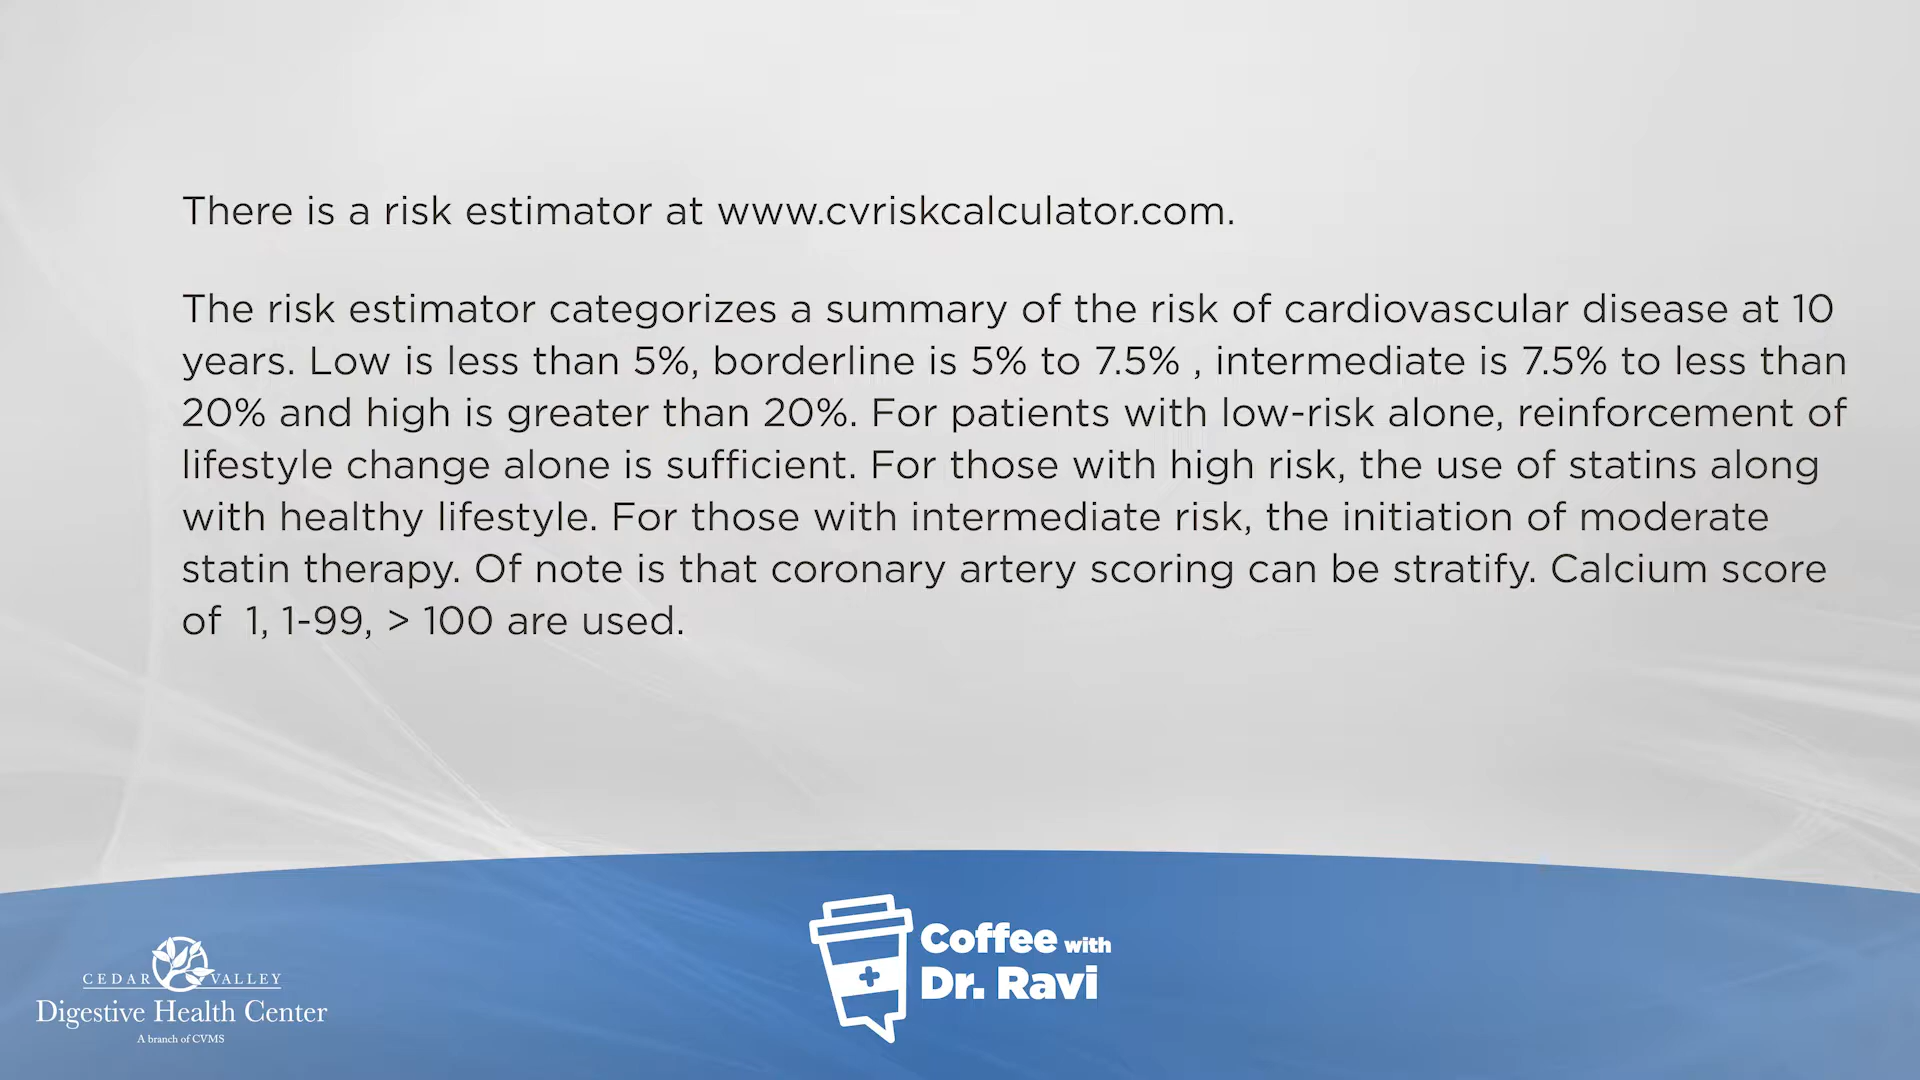 There is a risk estimator at www.cvriskcalculator.com.
The risk estimator categorizes a summary of the risk of cardiovascular disease at 10
years. Low is less than 5%, borderline is 5% to 7.5% , intermediate is 7.5% to less than
20% and high is greater than 20%. For patients with low-risk alone, reinforcement of
lifestyle change alone is sufficient. For those with high risk, the use of statins along
with healthy lifestyle. For those with intermediate risk, the initiation of moderate
statin therapy. Of note is that coronary artery scoring can be stratify. Calcium score
of  1, 1-99, > 100 are used.
CEDAR VALLEY
Digestive Health Center
A branch of CVMS
Coffee with
Dr. Ravi